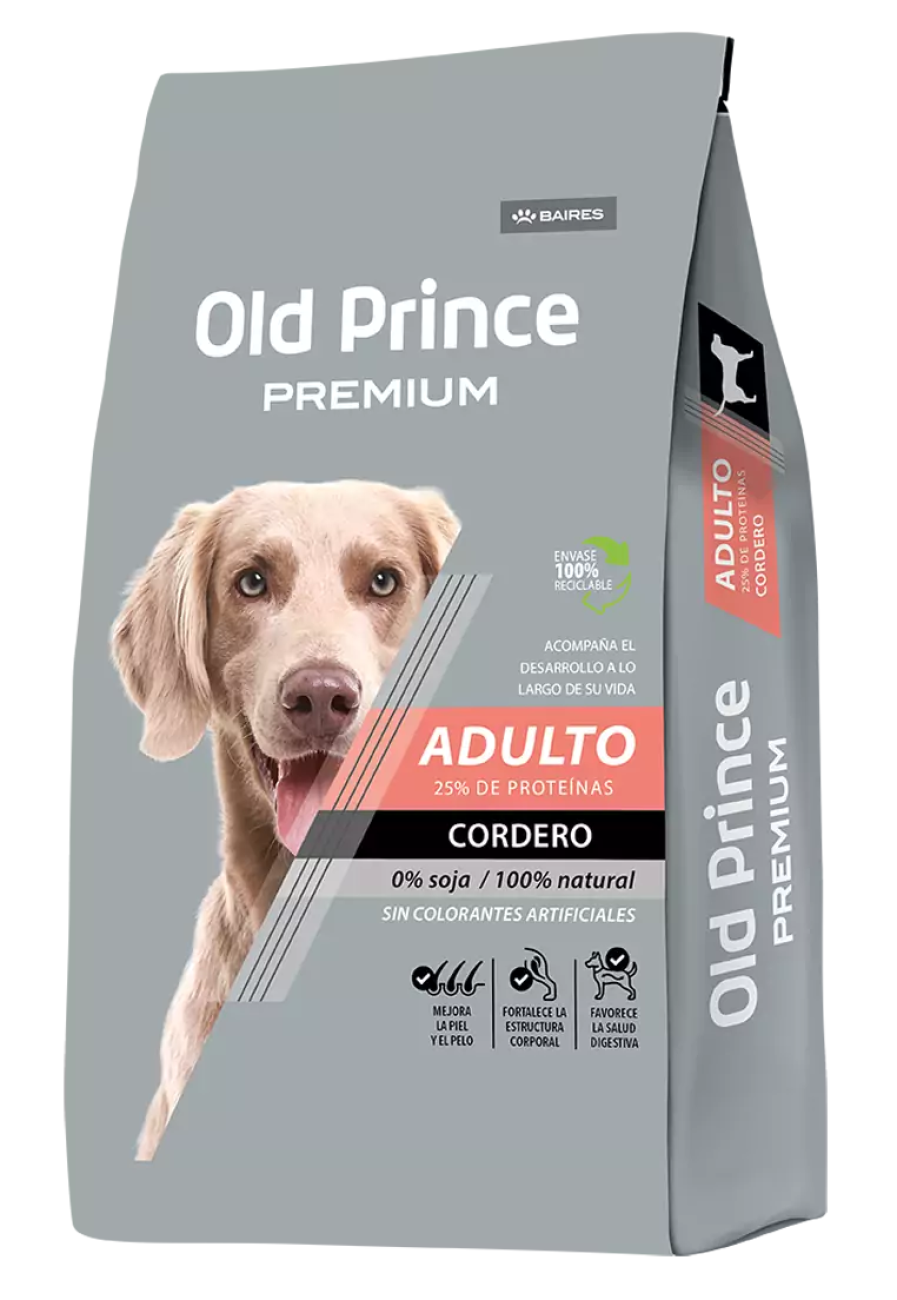 BAIRES
Old Prince
PREMIUM
ENVASE
100%
RECICLABLE
ACOMPAÑA EL
DESARROLLO A LO
LARGO DE SU VIDA
ADULTO
25% DE PROTEÍNAS
CORDERO
0% soja / 100% natural
SIN COLORANTES ARTIFICIALES
MEJORA
LA PIEL
Y EL PELO
FORTALECE LA
ESTRUCTURA
CORPORAL
FAVORECE
LA SALUD
DIGESTIVA
ADULTO
25% DE PROTEÍNAS
CORDERO
Old Prince
PREMIUM